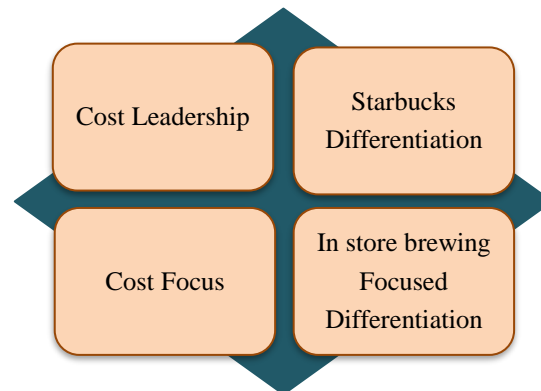 Cost Leadership
Starbucks
Differentiation
Cost Focus
In store brewing
Focused
Differentiation